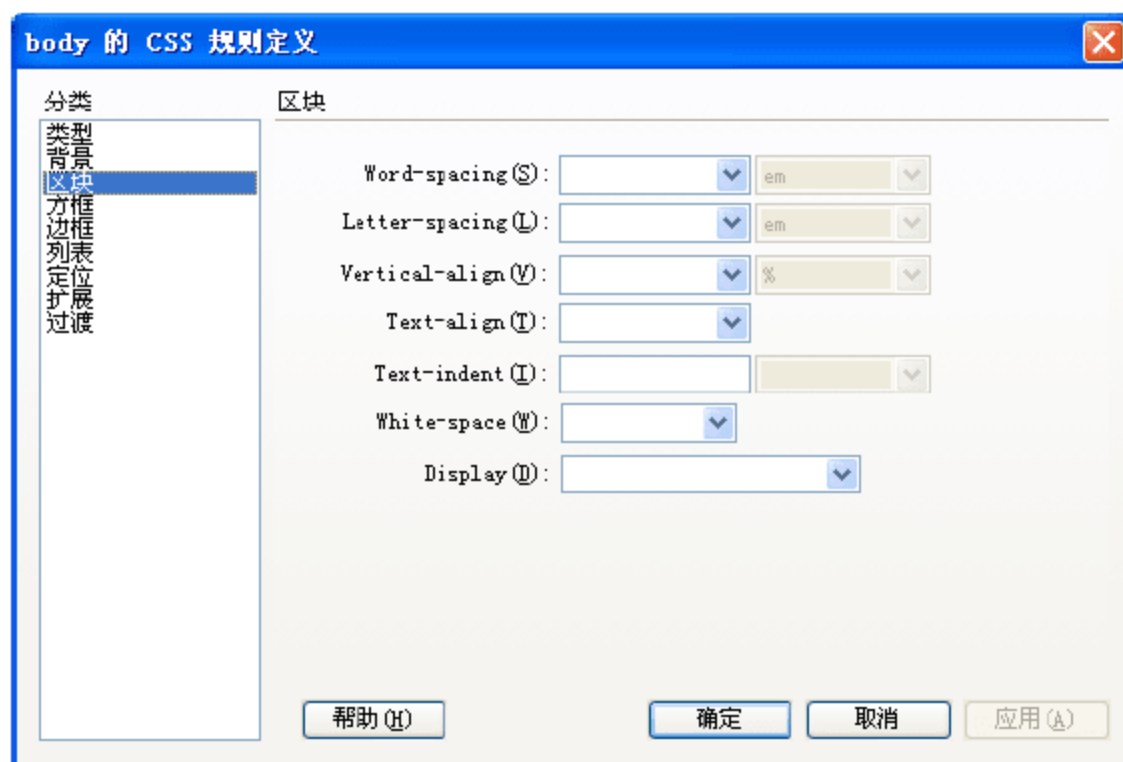 body 的 CSS 规则定义
分类
类型
背景
区块
方框
边框
列表
定位
扩展
过渡
区块
Word-spacing(S):
em
Letter-spacing(L):
em
Vertical-align(V):
%
Text-align(T):
Text-indent(I):
White-space(W):
Display(D):
帮助(H)
确定
取消
应用(A)